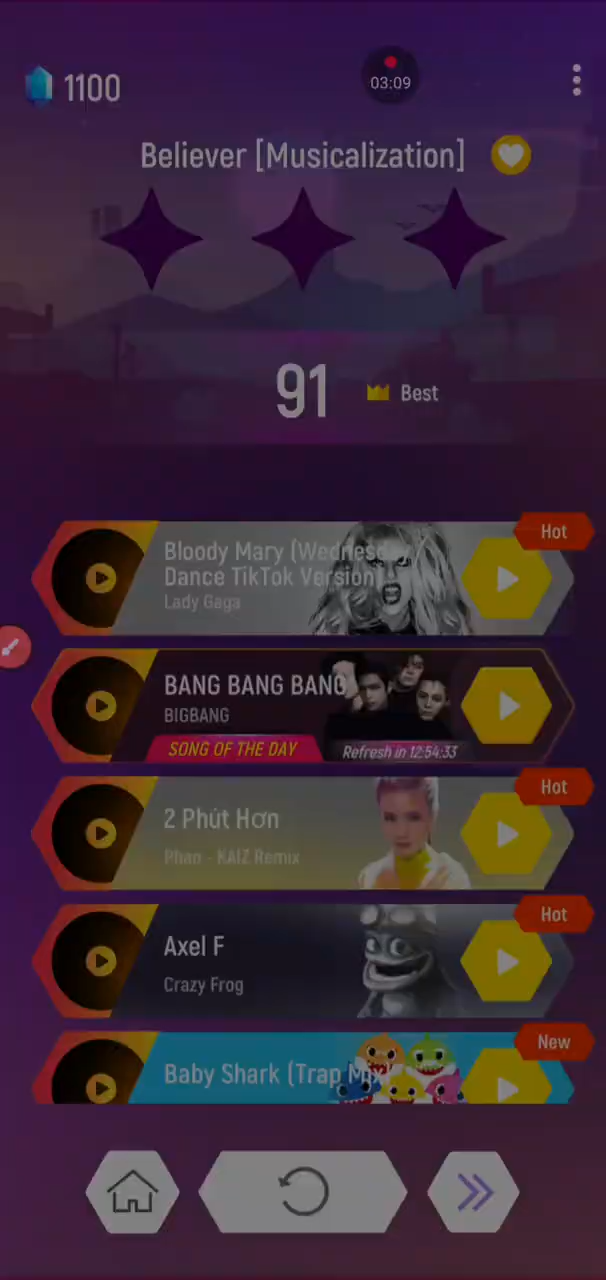 1100
03:09
Believer [Musicalization]
91
Best
Hot
Bloody Mary (Wednesday
Dance TikTok Version)
Lady Gaga
BANG BANG BANG
BIGBANG
SONG OF THE DAY
Refresh in 12:54:33
Hot
2 Phút Hơn
Phao - KAIZ Remix
Hot
Axel F
Crazy Frog
New
Baby Shark (Trap Mix)